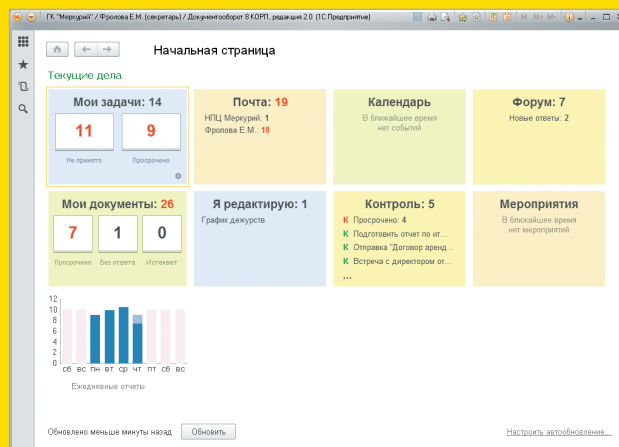 ГК "Меркурий" / Фролова Е.М. (секретарь) / Документооборот 8 КОРП, редакция 2.0 (1С:Предприятие)
M M+ M-
Начальная страница
Текущие дела
Мои задачи: 14
11 9
Не принято Просрочено
Почта: 19
НПЦ Меркурий: 1
Фролова Е.М.: 18
Календарь
В ближайшее время
нет событий
Форум: 7
Новые ответы: 2
Мои документы: 26
7 1 0
Просрочено Без ответа Истекают
Я редактирую: 1
График дежурств
Контроль: 5
К Просрочено: 4
К Подготовить отчет по ит...
К Отправка "Договор аренд...
К Встреча с директором от...
...
Мероприятия
В ближайшее время
нет мероприятий
12
10
8
6
4
2
0
сб вс пн вт ср чт пт сб вс
Ежедневные отчеты
Обновлено меньше минуты назад Обновить Настроить автообновление...